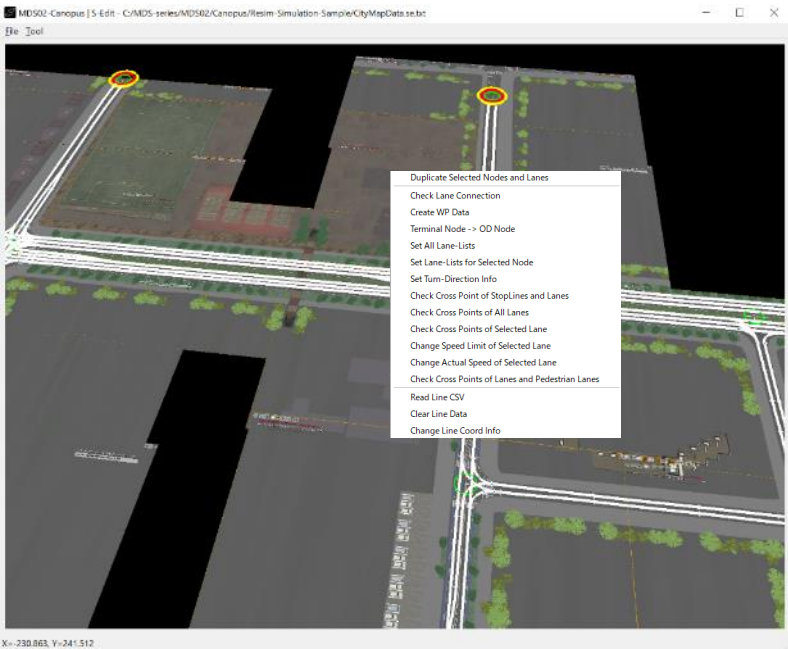 MDS02-Canopus | S-Edit - C:/MDS-series/MDS02/Canopus/Resim-Simulation-Sample/CityMapData.se.txt
File Tool
Duplicate Selected Nodes and Lanes
Check Lane Connection
Create WP Data
Terminal Node -> OD Node
Set All Lane-Lists
Set Lane-Lists for Selected Node
Set Turn-Direction Info
Check Cross Point of StopLines and Lanes
Check Cross Points of All Lanes
Check Cross Points of Selected Lane
Change Speed Limit of Selected Lane
Change Actual Speed of Selected Lane
Check Cross Points of Lanes and Pedestrian Lanes
Read Line CSV
Clear Line Data
Change Line Coord Info
X=-230.863, Y=241.512